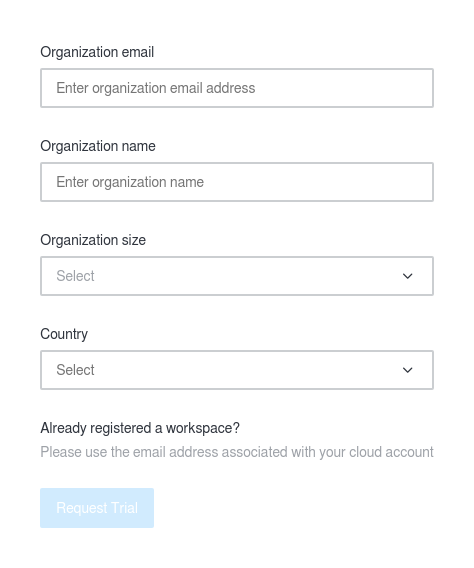 Organization email
Enter organization email address
Organization name
Enter organization name
Organization size
Select
Country
Select
Already registered a workspace?
Please use the email address associated with your cloud account
Request Trial